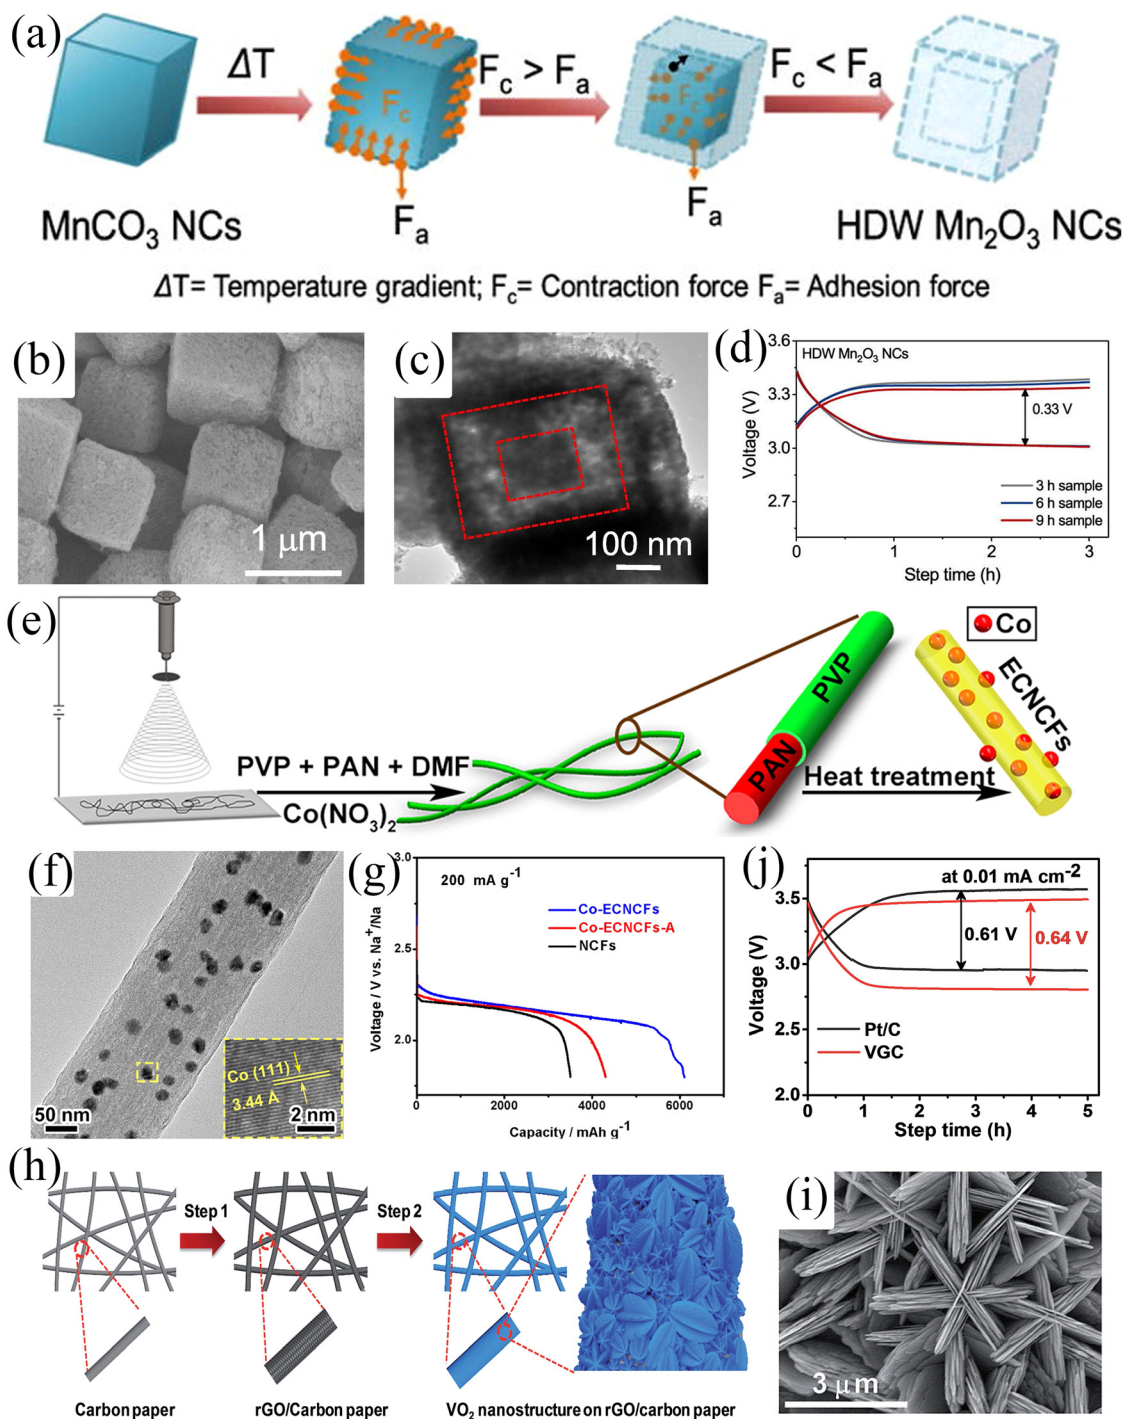 (a)
ΔT
F꜀ > Fₐ
F꜀ < Fₐ
F꜀
F꜀
Fₐ
Fₐ
MnCO₃ NCs
HDW Mn₂O₃ NCs
ΔT= Temperature gradient; F꜀= Contraction force Fₐ= Adhesion force
(b)
1 μm
(c)
100 nm
(d)
HDW Mn₂O₃ NCs
3.6
3.3
3.0
2.7
Voltage (V)
0.33 V
3 h sample
6 h sample
9 h sample
0
1
2
3
Step time (h)
(e)
PVP + PAN + DMF
Co(NO₃)₂
PVP
PAN
Heat treatment
Co
ECNCFs
(f)
Co (111)
3.44 A
50 nm
2 nm
(g)
200 mA g⁻¹
Co-ECNCFs
Co-ECNCFs-A
NCFs
3.0
2.5
2.0
Voltage / V vs. Na⁺/Na
0
2000
4000
6000
Capacity / mAh g⁻¹
(j)
at 0.01 mA cm⁻²
3.5
3.0
2.5
2.0
Voltage (V)
0.61 V
0.64 V
Pt/C
VGC
0
1
2
3
4
5
Step time (h)
(h)
Step 1
Step 2
Carbon paper
rGO/Carbon paper
VO₂ nanostructure on rGO/carbon paper
(i)
3 μm